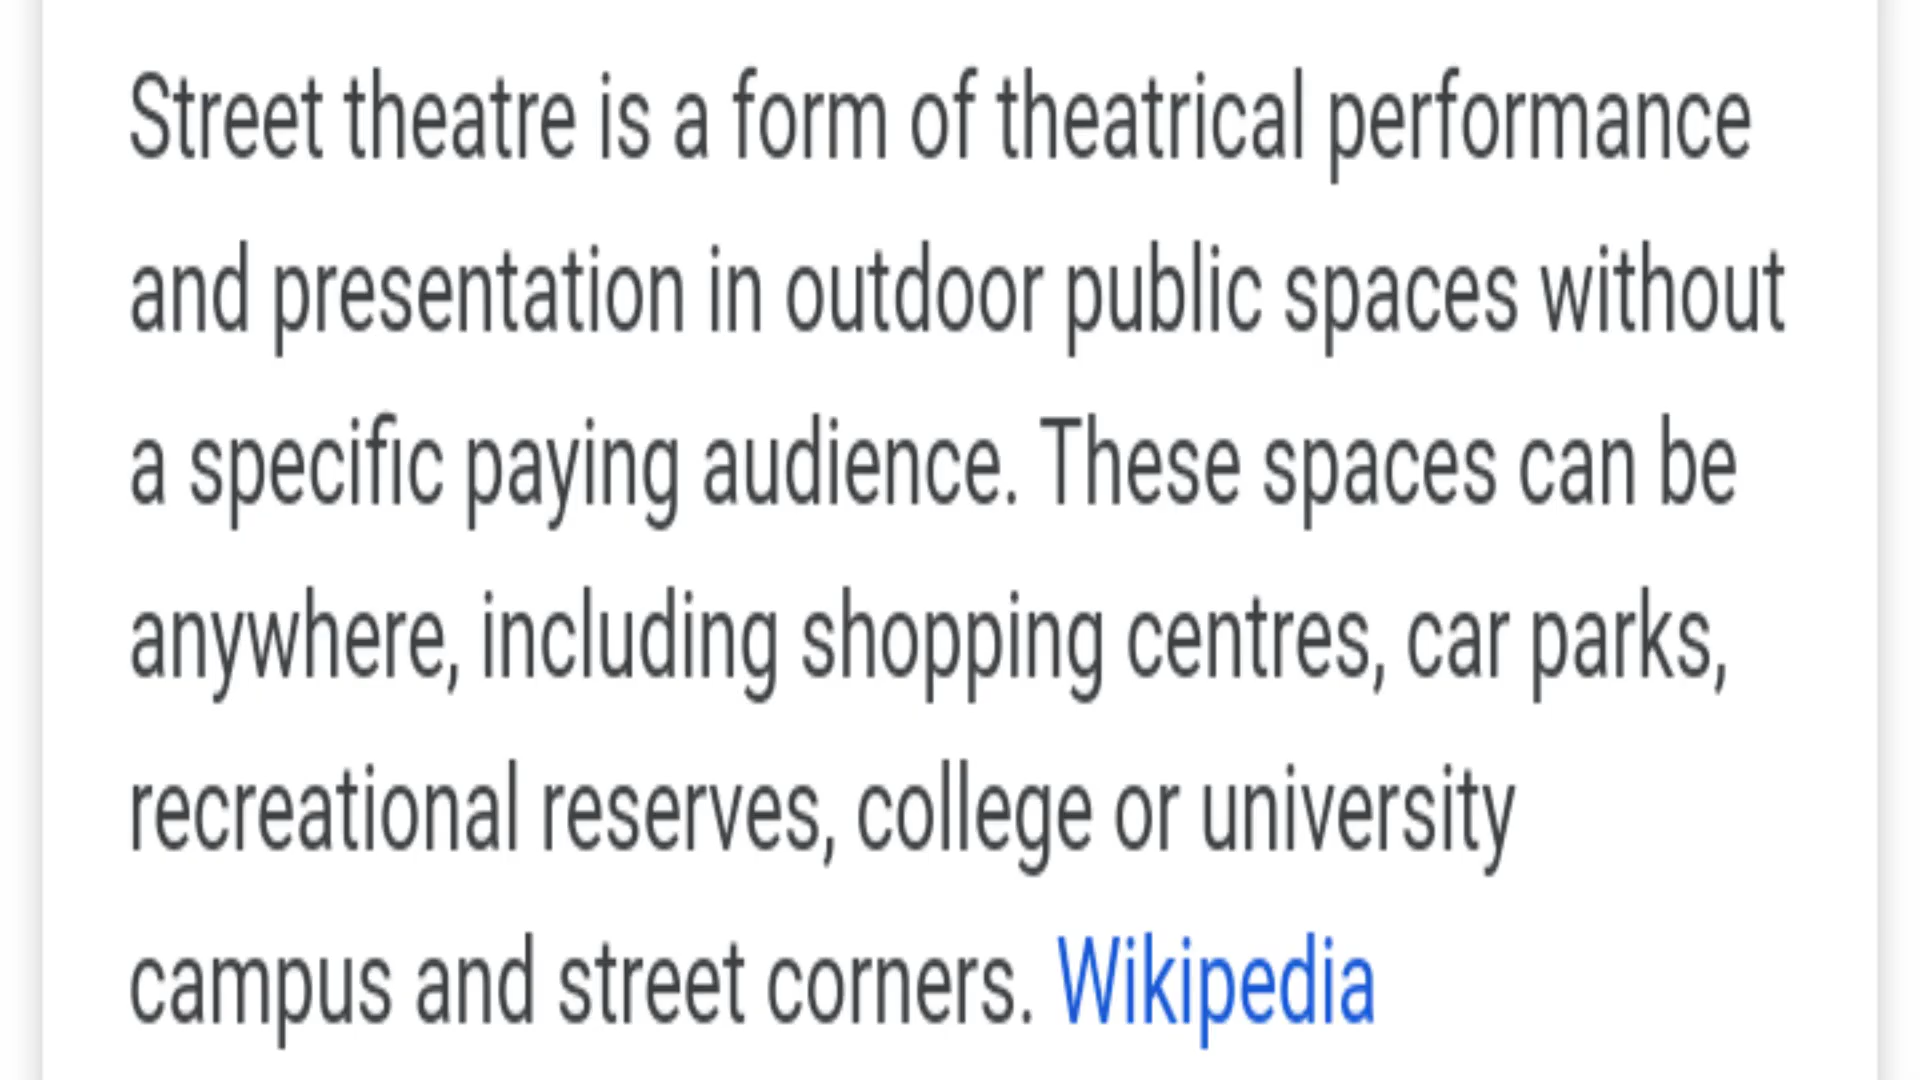 Street theatre is a form of theatrical performance
and presentation in outdoor public spaces without
a specific paying audience. These spaces can be
anywhere, including shopping centres, car parks,
recreational reserves, college or university
campus and street corners. Wikipedia